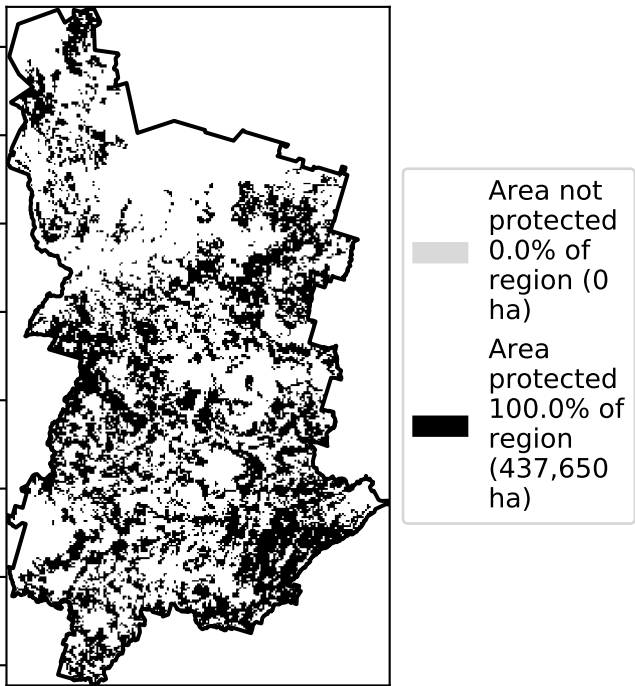 Area not
protected
0.0% of
region (0
ha)
Area
protected
100.0% of
region
(437,650
ha)